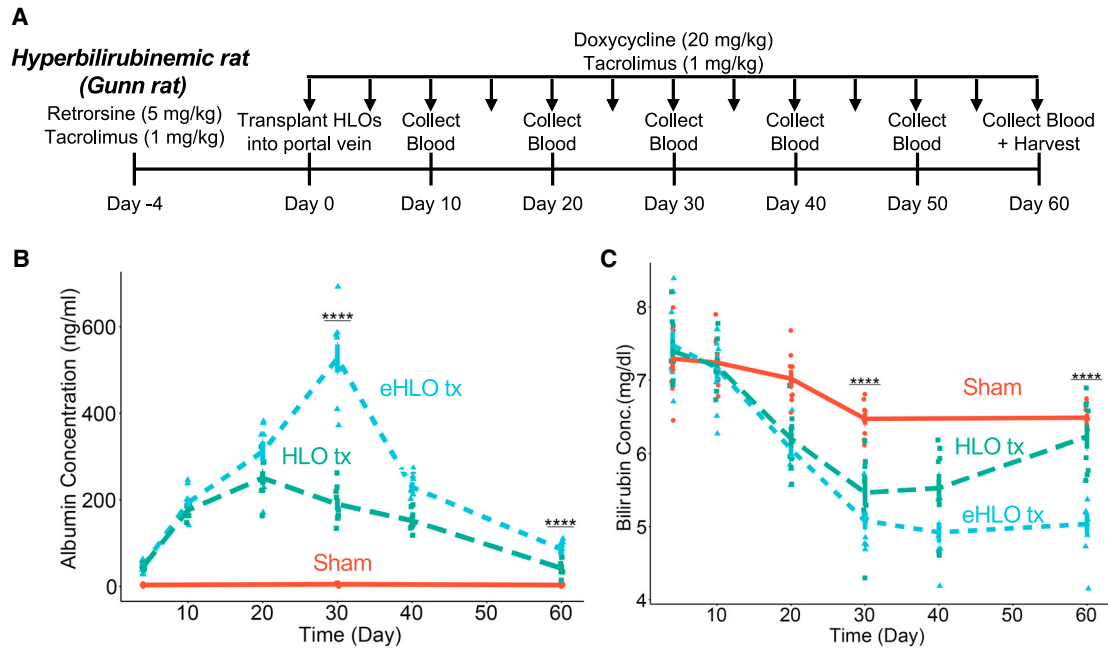 A
Hyperbilirubinemic rat
(Gunn rat)
Retrorsine (5 mg/kg)
Tacrolimus (1 mg/kg)
Doxycycline (20 mg/kg)
Tacrolimus (1 mg/kg)
Transplant HLOs
into portal vein
Collect
Blood
Collect
Blood
Collect
Blood
Collect
Blood
Collect
Blood
Collect Blood
+ Harvest
Day -4
Day 0
Day 10
Day 20
Day 30
Day 40
Day 50
Day 60
B
Albumin Concentration (ng/ml)
600
400
200
0
10
20
30
40
50
60
Time (Day)
****
eHLO tx
HLO tx
****
Sham
C
Bilirubin Conc.(mg/dl)
8
7
6
5
4
10
20
30
40
50
60
Time (Day)
****
****
Sham
HLO tx
eHLO tx